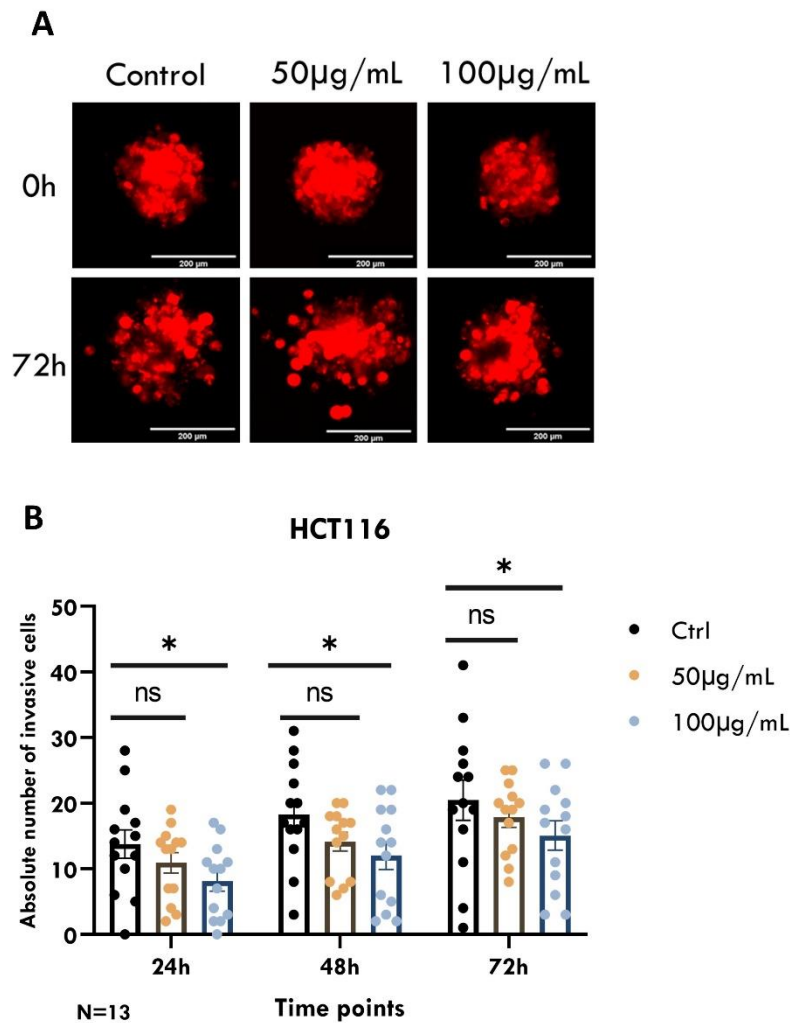 A
Control 50µg/mL 100µg/mL
0h
200 µm 200 µm 200 µm
72h
200 µm 200 µm 200 µm
B
HCT116
Absolute number of invasive cells
50
40
30
20
10
0
* ns
* ns
* ns
Ctrl
50µg/mL
100µg/mL
24h 48h 72h
Time points
N=13